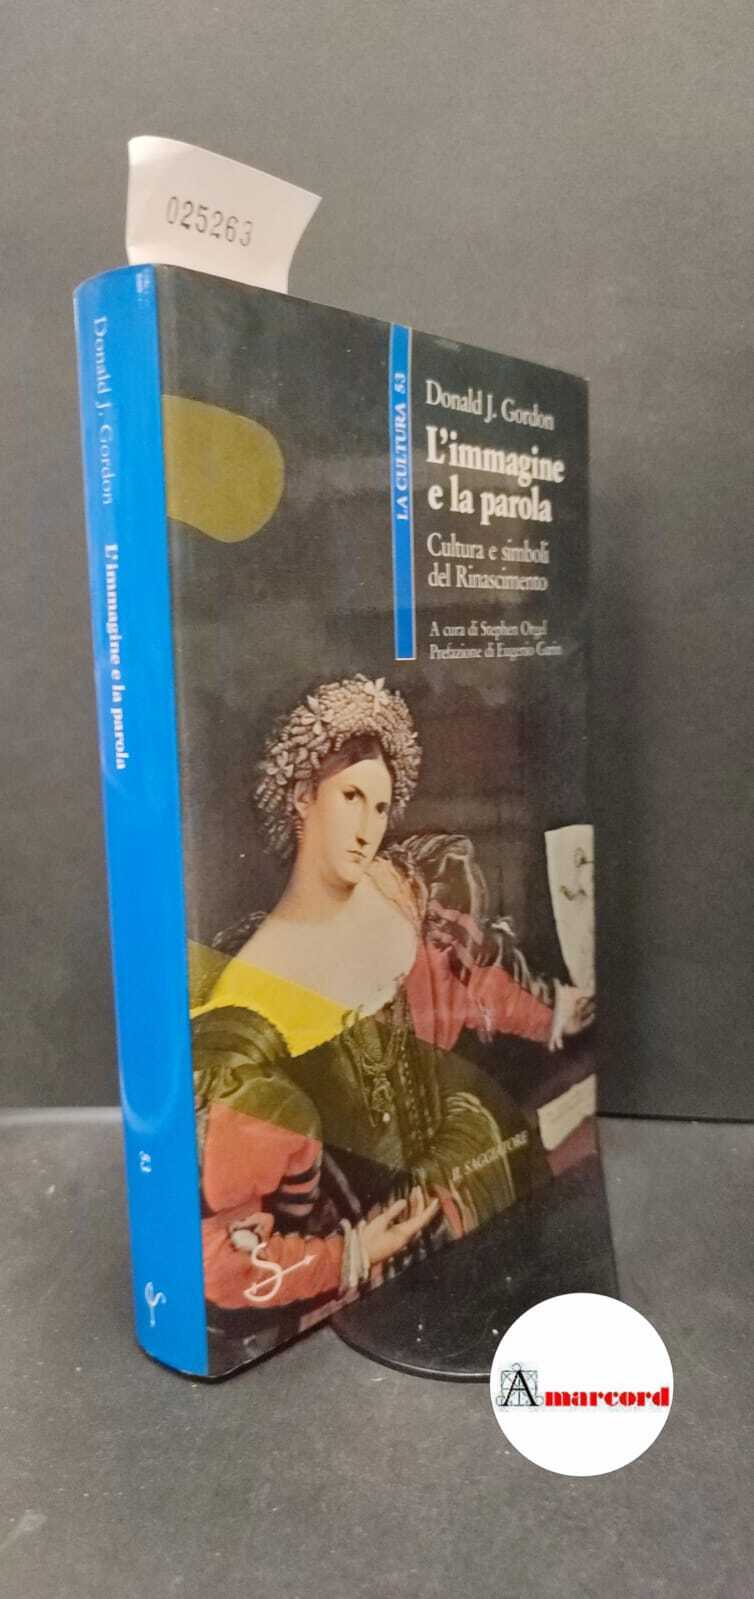 025263
Donald J. Gordon
L'immagine
e la parola
Cultura e simboli
del Rinascimento
A cura di Stephen Orgel
Prefazione di Eugenio Garin
LA CULTURA 53
IL SAGGIATORE
Donald J. Gordon L'immagine e la parola 53
Amarcord